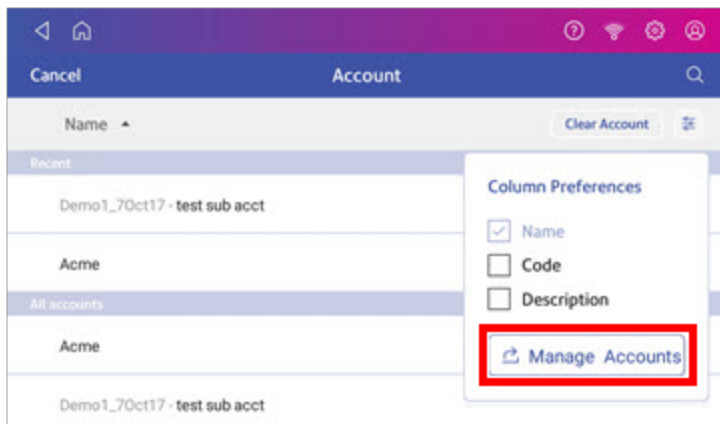 Cancel Account
Name Clear Account
Recent
Demo1_7Oct17 - test sub acct
Acme
All accounts
Acme
Demo1_7Oct17 - test sub acct
Column Preferences
Name
Code
Description
Manage Accounts